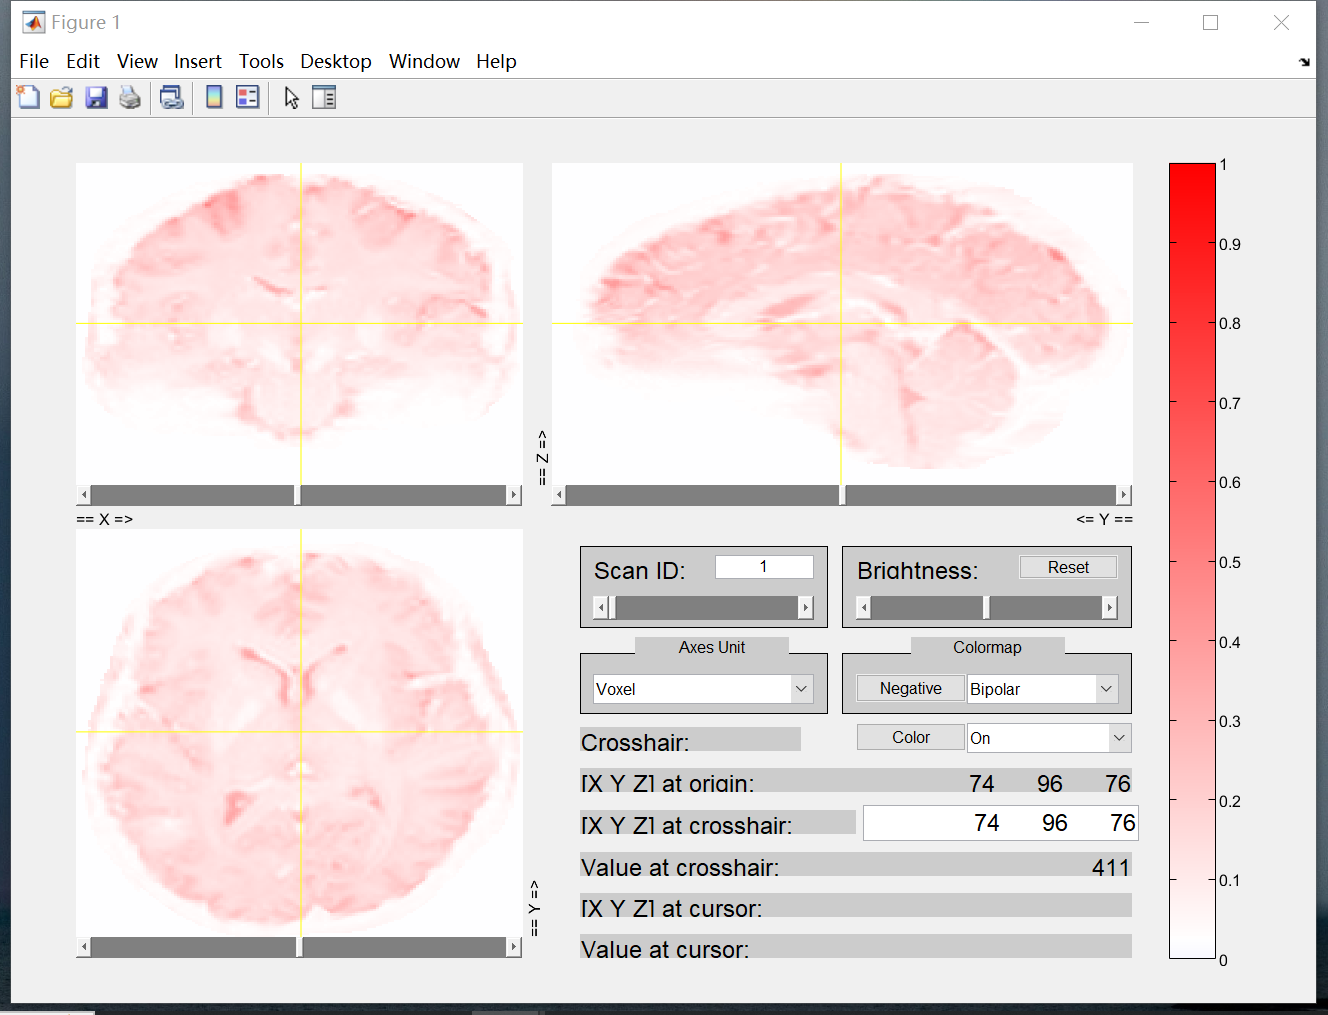 Figure 1
File Edit View Insert Tools Desktop Window Help
== X =>
== Z =>
<= Y ==
== Y =>
Scan ID: 1
Brightness: Reset
Axes Unit
Voxel
Colormap
Negative Bipolar
Crosshair: Color On
[X Y Z] at origin: 74 96 76
[X Y Z] at crosshair: 74 96 76
Value at crosshair: 411
[X Y Z] at cursor:
Value at cursor:
1
0.9
0.8
0.7
0.6
0.5
0.4
0.3
0.2
0.1
0